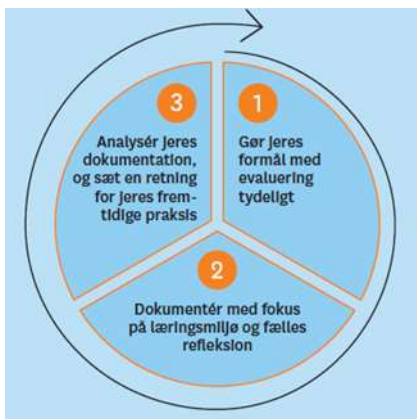 1
Gør jeres
formål med
evaluering
tydeligt
2
Dokumentér med fokus
på læringsmiljø og fælles
refleksion
3
Analysér jeres
dokumentation,
og sæt en retning
for jeres frem-
tidige praksis